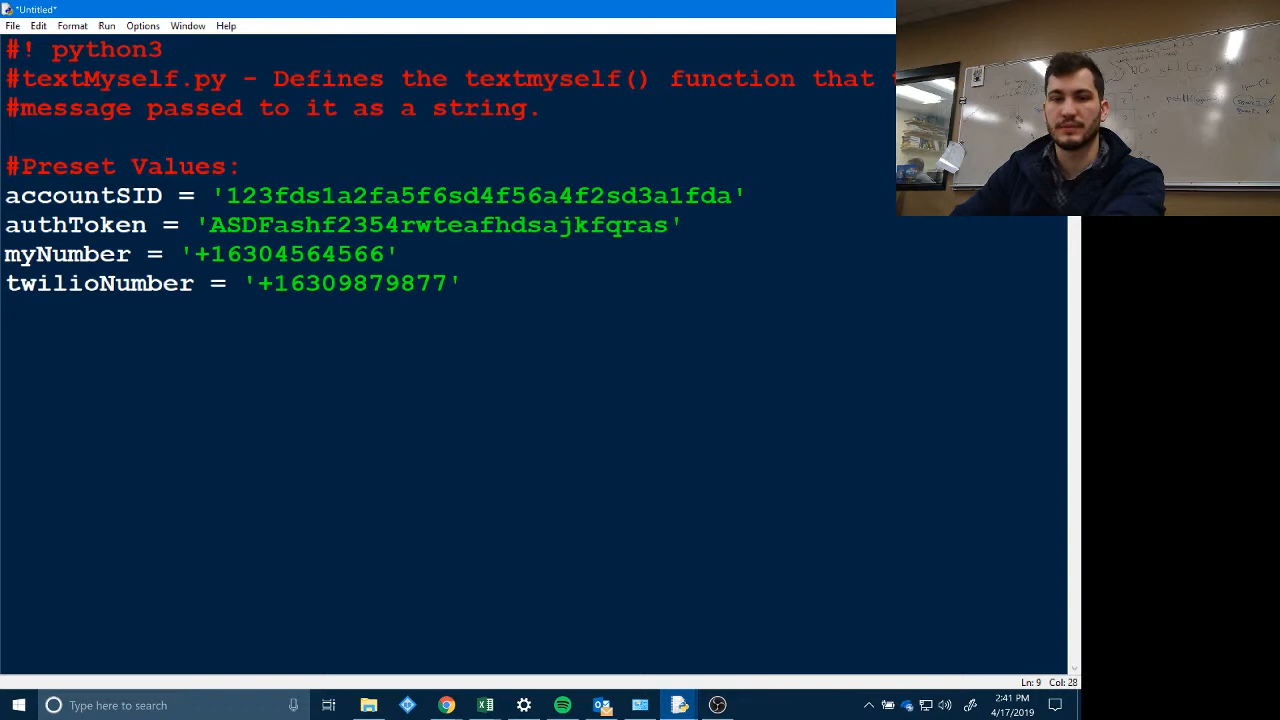 *Untitled*
File Edit Format Run Options Window Help
#! python3
#textMyself.py - Defines the textmyself() function that
#message passed to it as a string.
#Preset Values:
accountSID = '123fds1a2fa5f6sd4f56a4f2sd3a1fda'
authToken = 'ASDFashf2354rwteafhdsajkfqras'
myNumber = '+16304564566'
twilioNumber = '+16309879877'
Ln: 9 Col: 28
Type here to search
2:41 PM
4/17/2019